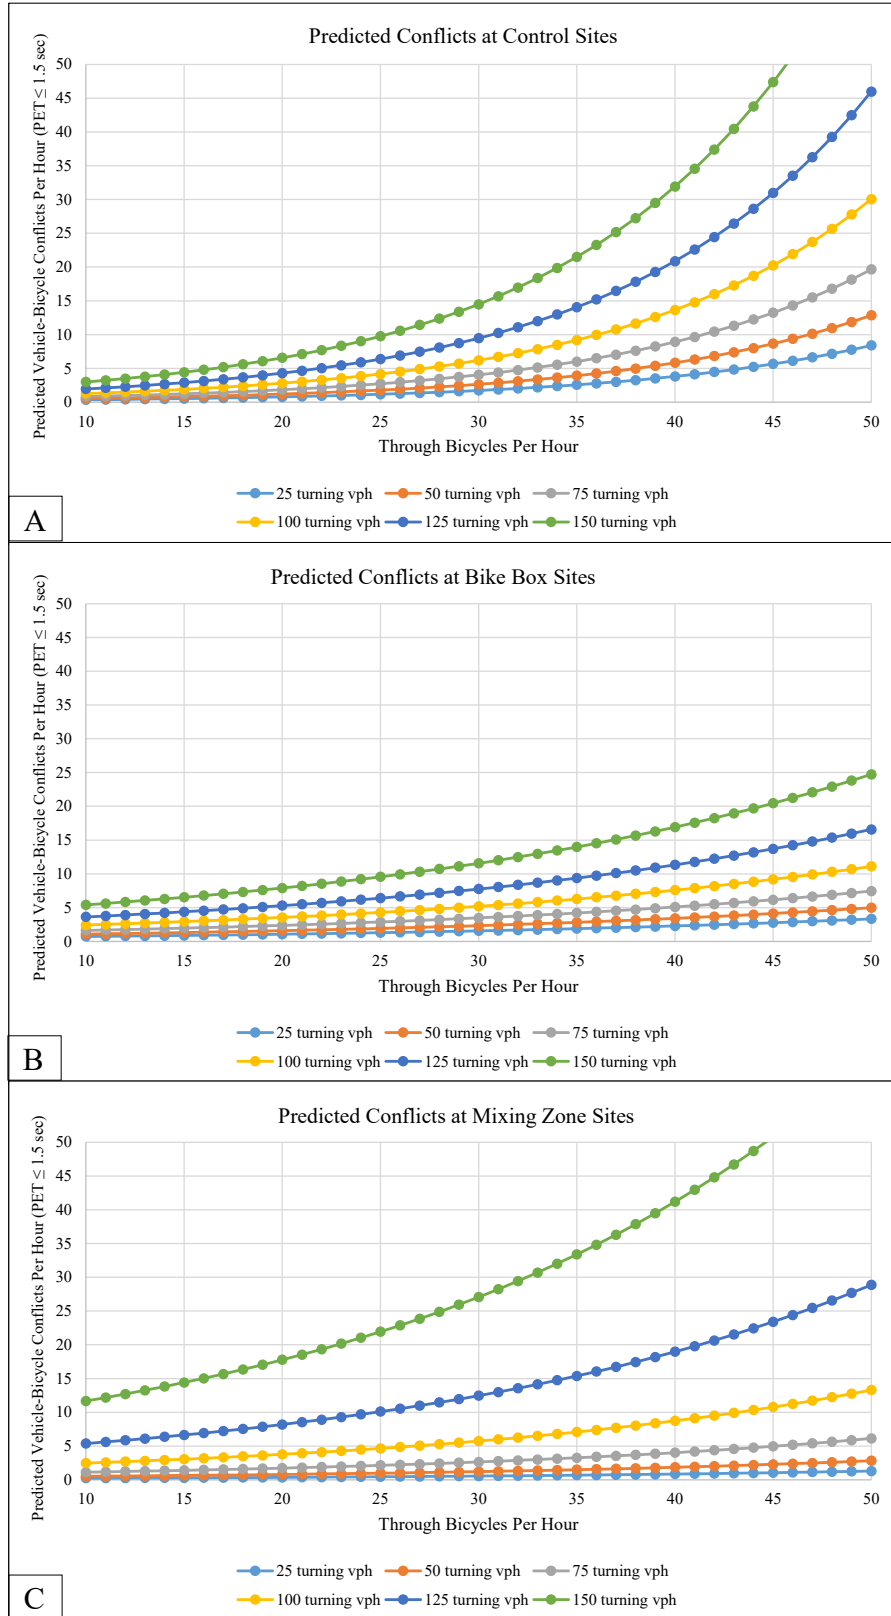 Predicted Conflicts at Control Sites
Predicted Vehicle-Bicycle Conflicts Per Hour (PET ≤ 1.5 sec)
50
45
40
35
30
25
20
15
10
5
0
10 15 20 25 30 35 40 45 50
Through Bicycles Per Hour
25 turning vph 50 turning vph 75 turning vph
100 turning vph 125 turning vph 150 turning vph
A
Predicted Conflicts at Bike Box Sites
Predicted Vehicle-Bicycle Conflicts Per Hour (PET ≤ 1.5 sec)
50
45
40
35
30
25
20
15
10
5
0
10 15 20 25 30 35 40 45 50
Through Bicycles Per Hour
25 turning vph 50 turning vph 75 turning vph
100 turning vph 125 turning vph 150 turning vph
B
Predicted Conflicts at Mixing Zone Sites
Predicted Vehicle-Bicycle Conflicts Per Hour (PET ≤ 1.5 sec)
50
45
40
35
30
25
20
15
10
5
0
10 15 20 25 30 35 40 45 50
Through Bicycles Per Hour
25 turning vph 50 turning vph 75 turning vph
100 turning vph 125 turning vph 150 turning vph
C